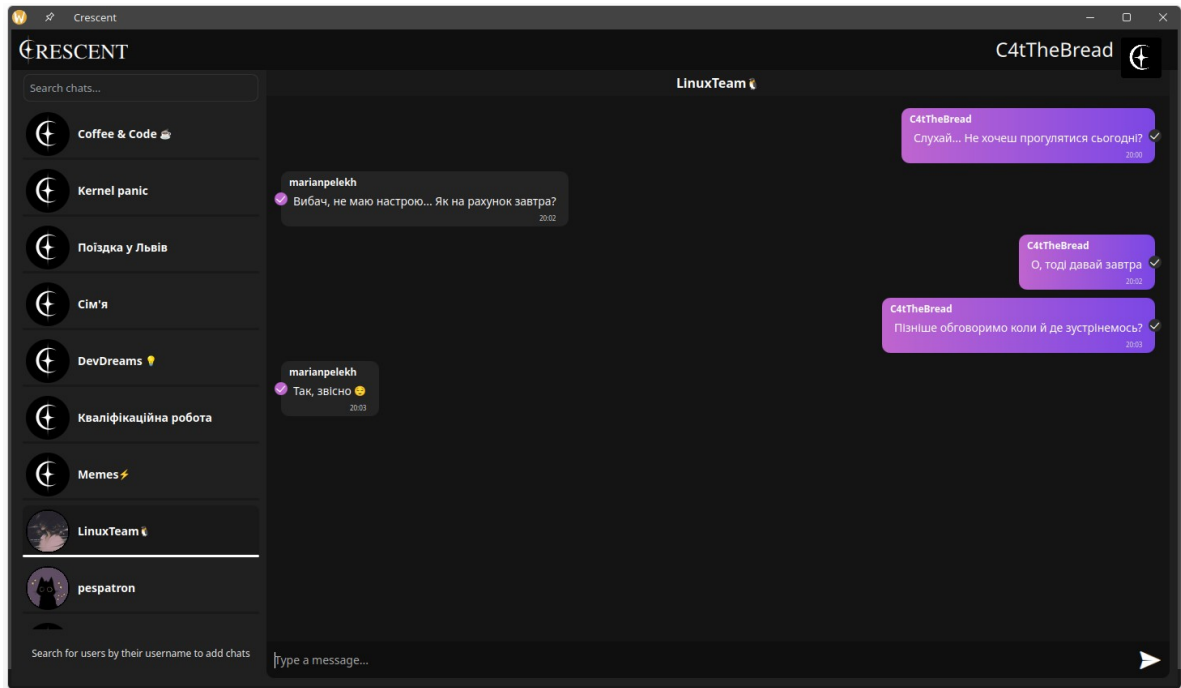 Crescent
CRESCENT
C4tTheBread
Search chats...
Coffee & Code ☕
Kernel panic
Поїздка у Львів
Сім'я
DevDreams 💡
Кваліфікаційна робота
Memes⚡
LinuxTeam🐧
pespatron
Search for users by their username to add chats
LinuxTeam🐧
C4tTheBread
Слухай... Не хочеш прогулятися сьогодні?
20:00
marianpelekh
Вибач, не маю настрою... Як на рахунок завтра?
20:02
C4tTheBread
О, тоді давай завтра
20:02
C4tTheBread
Пізніше обговоримо коли й де зустрінемось?
20:03
marianpelekh
Так, звісно 😌
20:03
Type a message...